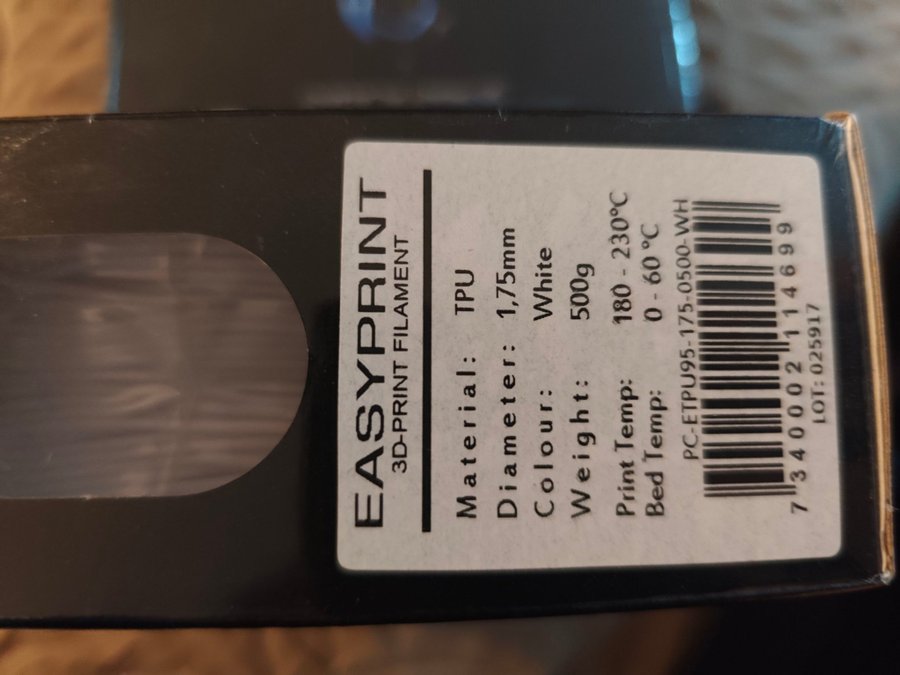 EASYPRINT
3D-PRINT FILAMENT
Material: TPU
Diameter: 1,75mm
Colour: White
Weight: 500g
Print Temp: 180 - 230°C
Bed Temp: 0 - 60 °C
PC-ETPU95-175-0500-WH
7 340002 114699
LOT: 025917